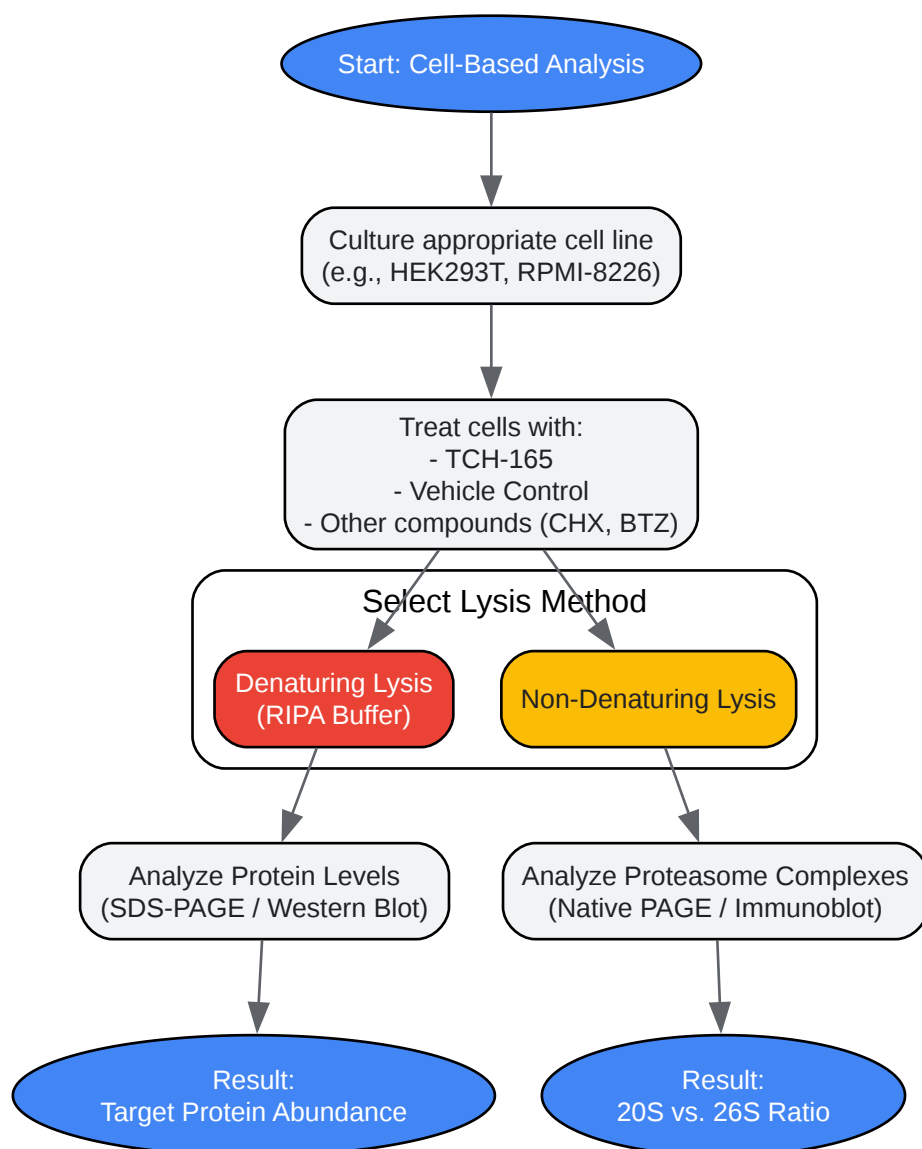 Start: Cell-Based Analysis
Culture appropriate cell line
(e.g., HEK293T, RPMI-8226)
Treat cells with:
- TCH-165
- Vehicle Control
- Other compounds (CHX, BTZ)
Select Lysis Method
Denaturing Lysis
(RIPA Buffer)
Non-Denaturing Lysis
Analyze Protein Levels
(SDS-PAGE / Western Blot)
Analyze Proteasome Complexes
(Native PAGE / Immunoblot)
Result:
Target Protein Abundance
Result:
20S vs. 26S Ratio